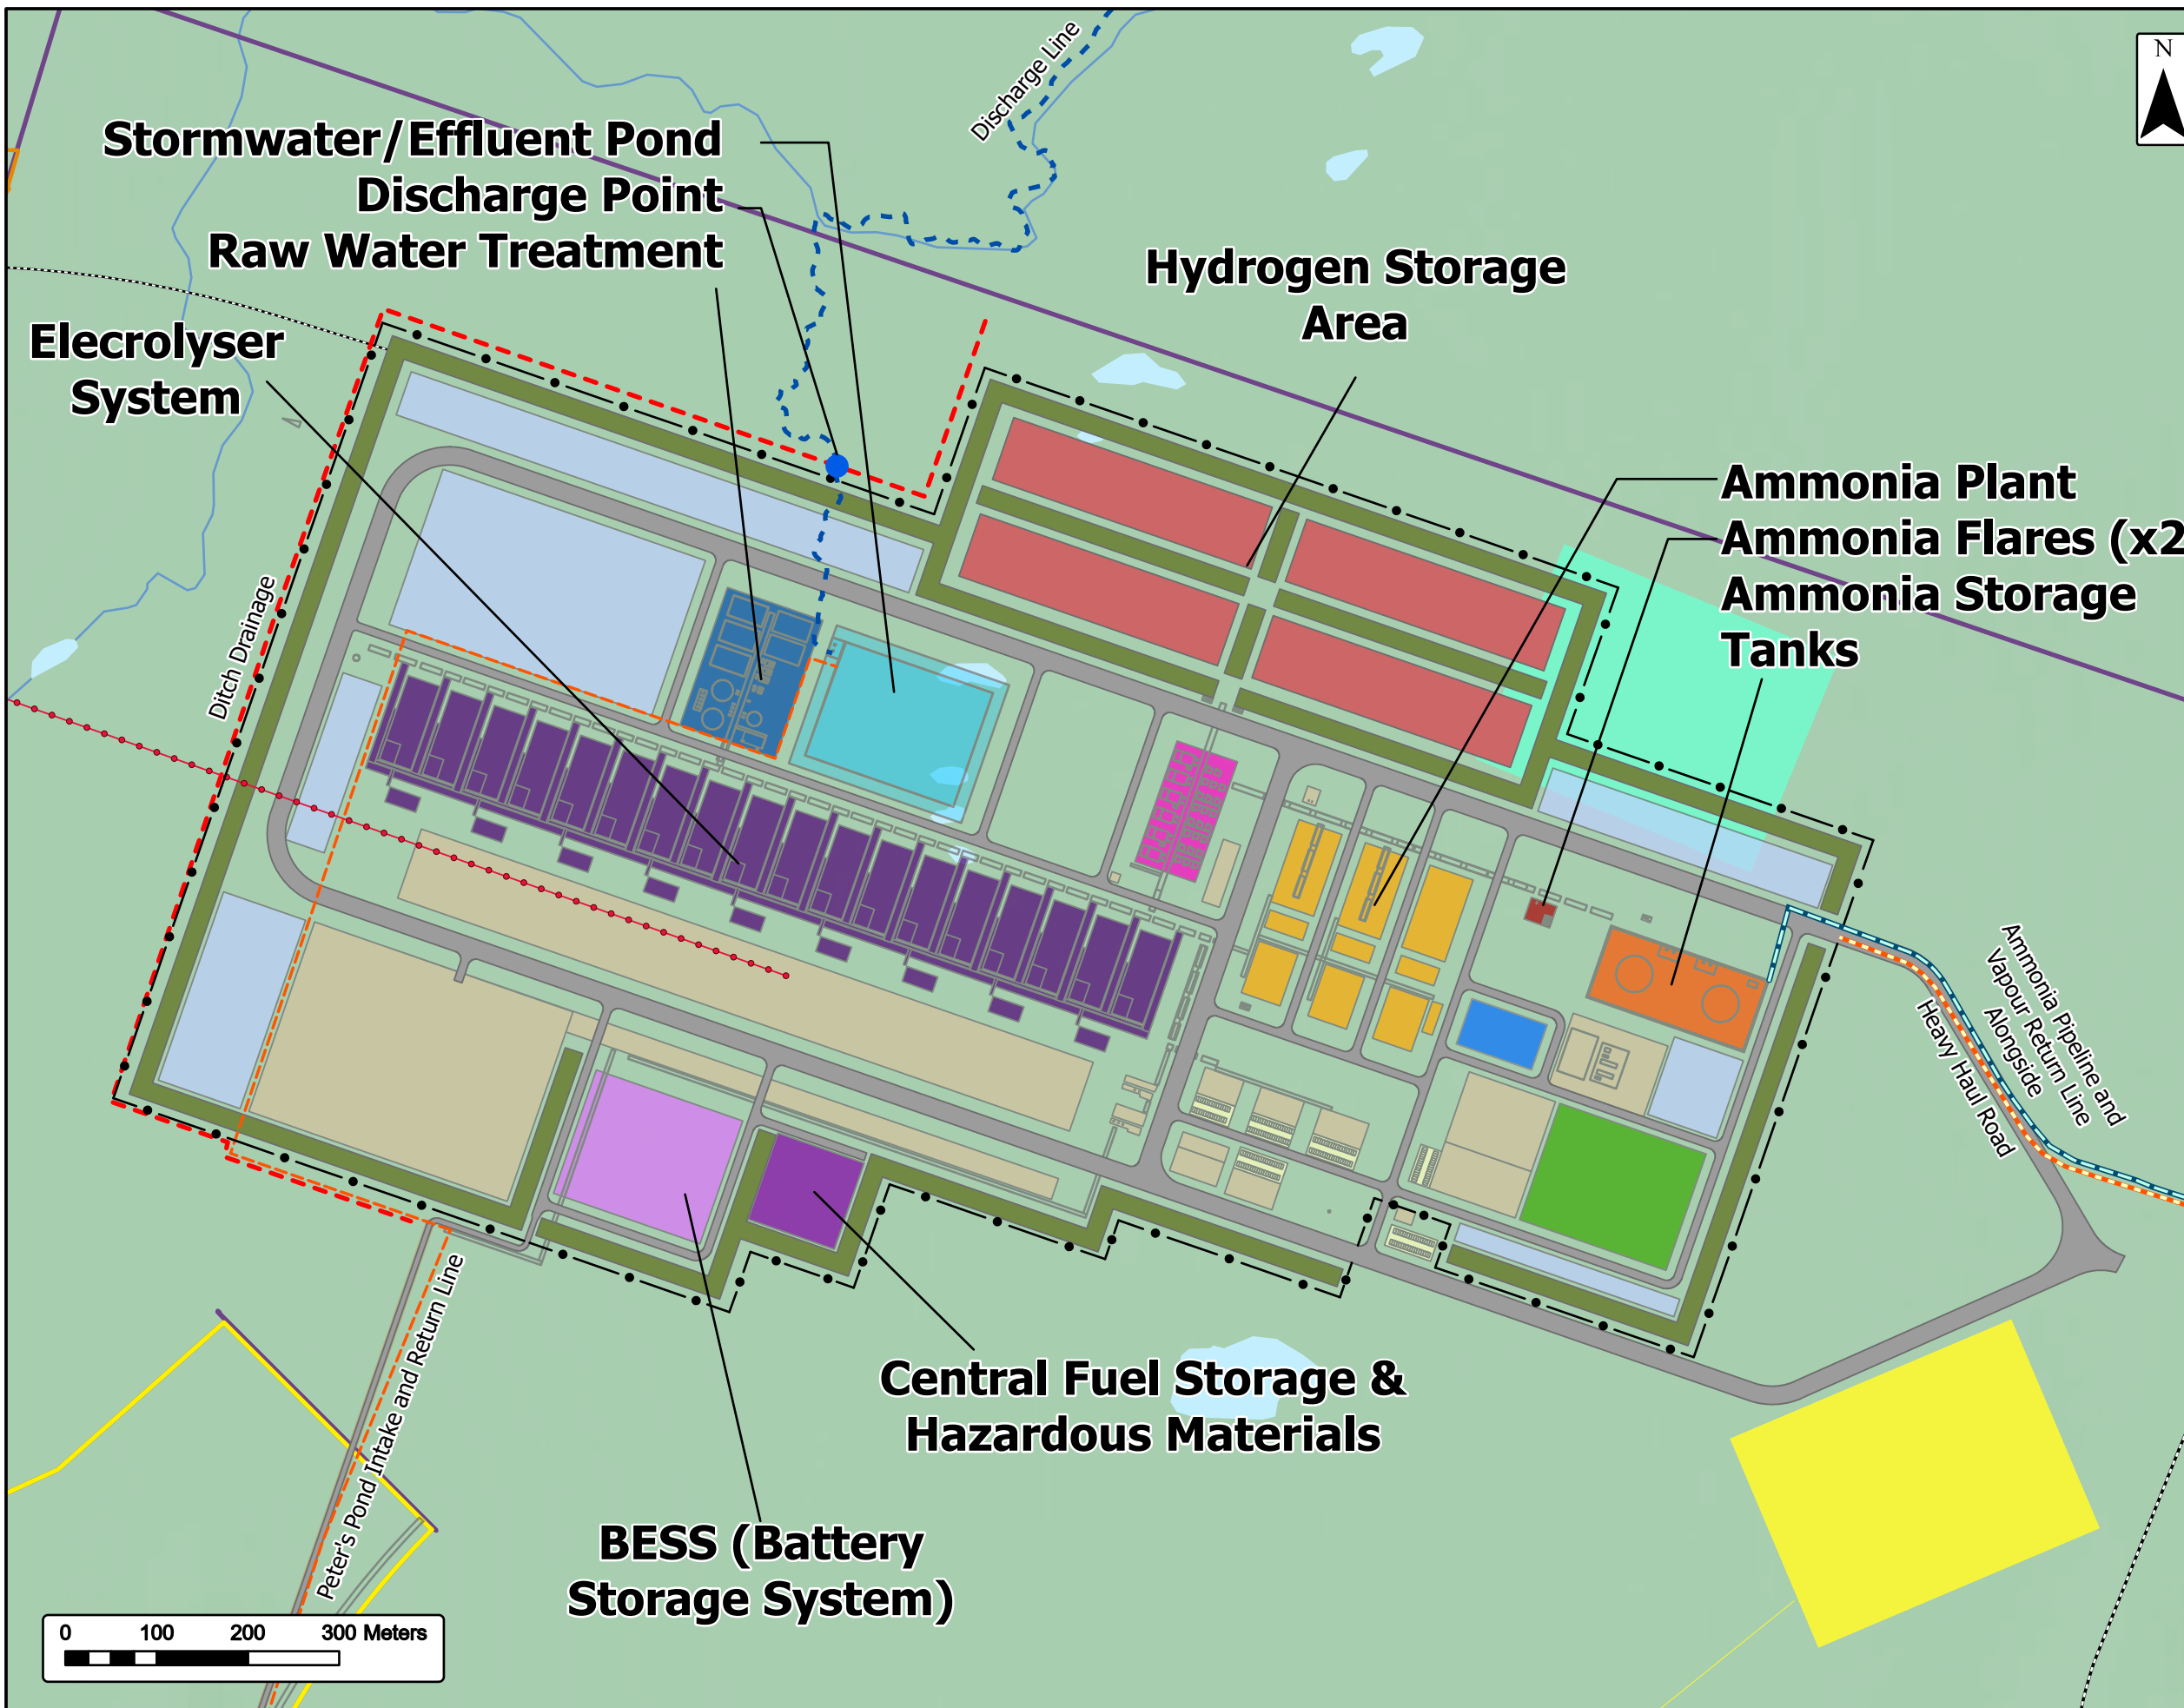 N
Discharge Line
Stormwater/Effluent Pond
Discharge Point
Raw Water Treatment
Hydrogen Storage
Area
Elecrolyser
System
Ammonia Plant
Ammonia Flares (x2
Ammonia Storage
Tanks
Ditch Drainage
Ammonia Pipeline and
Vapour Return Line
Alongside
Heavy Haul Road
Peter's Pond Intake and Return Line
Central Fuel Storage &
Hazardous Materials
BESS (Battery
Storage System)
0 100 200 300 Meters